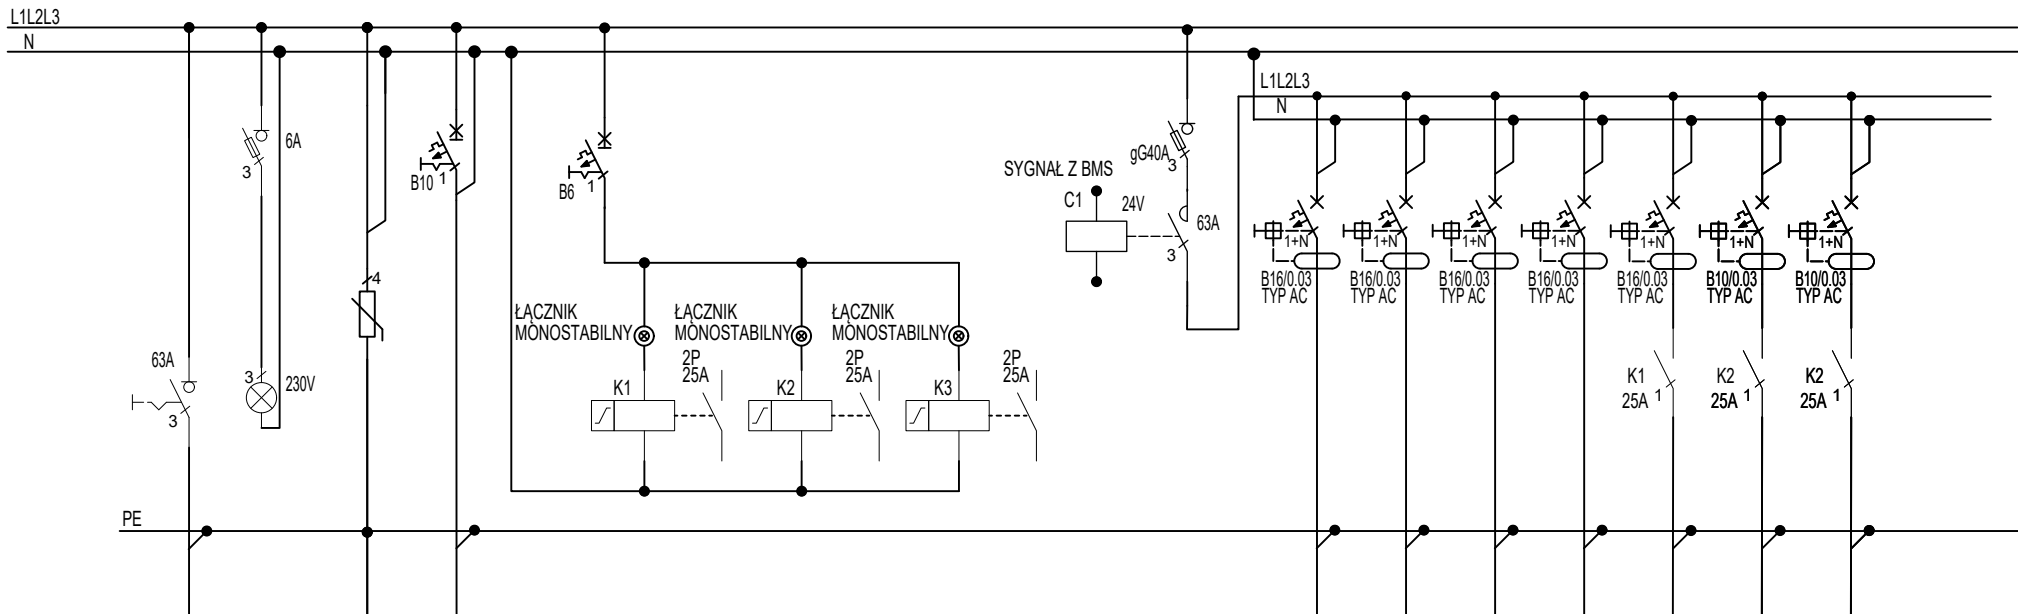 L1L2L3
N
L1L2L3
N
6A
3
B10
1
B6
1
gG40A
3
SYGNAŁ Z BMS
C1
24V
63A
3
1+N
B16/0.03
TYP AC
1+N
B16/0.03
TYP AC
1+N
B16/0.03
TYP AC
1+N
B16/0.03
TYP AC
1+N
B16/0.03
TYP AC
1+N
B10/0.03
TYP AC
1+N
B10/0.03
TYP AC
4
ŁĄCZNIK
MONOSTABILNY
ŁĄCZNIK
MONOSTABILNY
ŁĄCZNIK
MONOSTABILNY
63A
3
3
230V
K1
2P
25A
K2
2P
25A
K3
2P
25A
K1
25A
1
K2
25A
1
K2
25A
1
PE